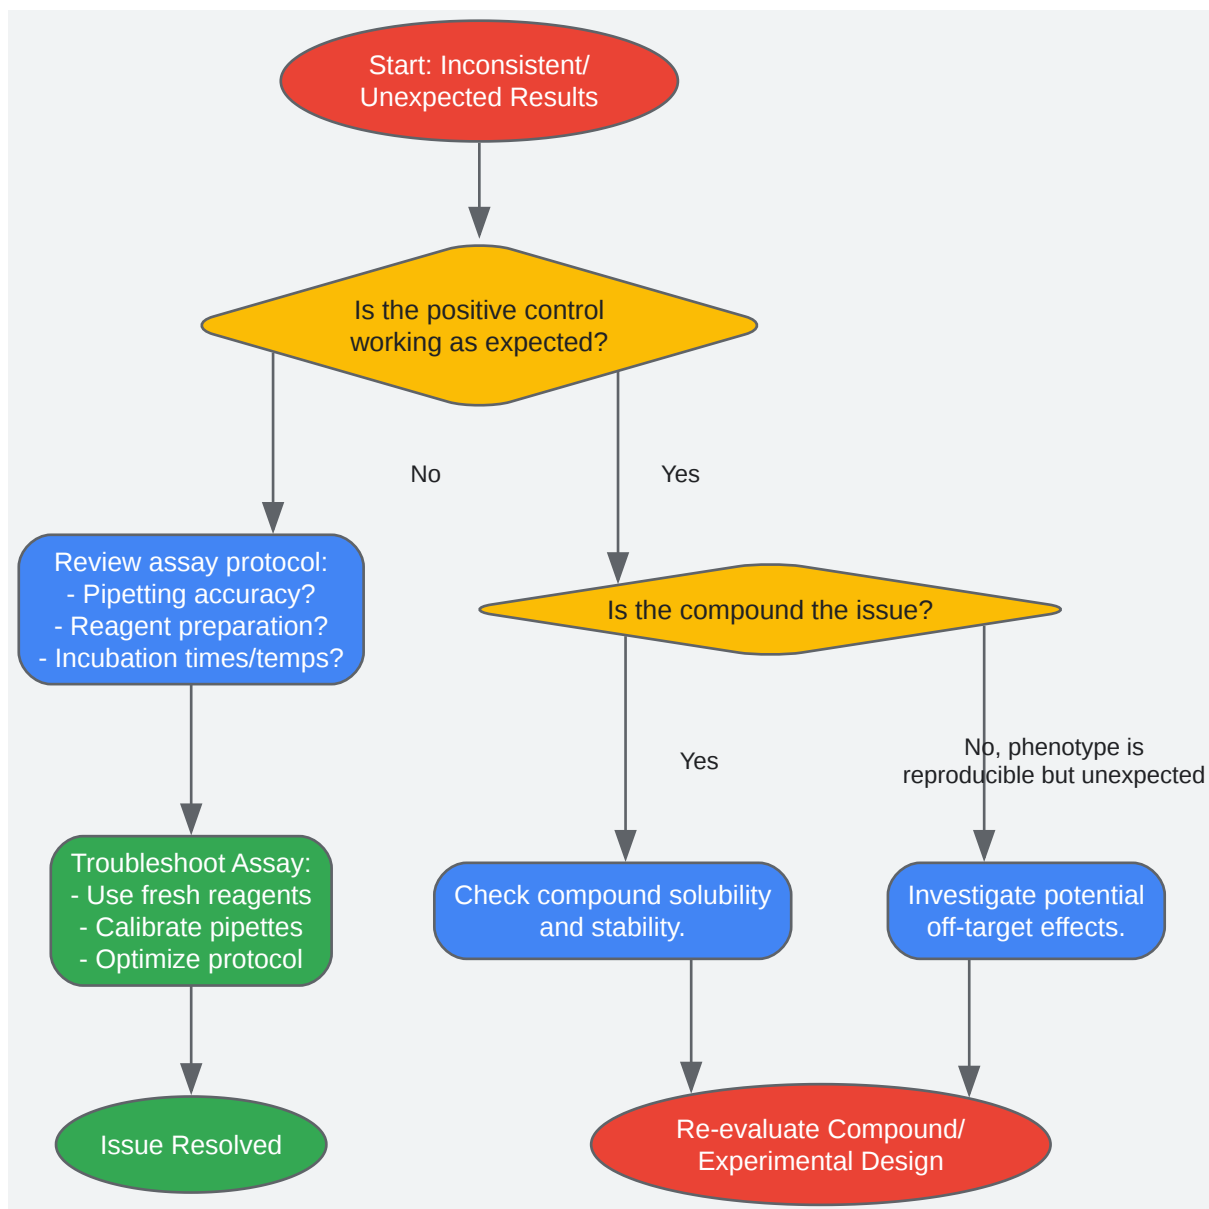 Start: Inconsistent/
Unexpected Results
Is the positive control
working as expected?
No
Yes
Review assay protocol:
- Pipetting accuracy?
- Reagent preparation?
- Incubation times/temps?
Is the compound the issue?
Yes
No, phenotype is
reproducible but unexpected
Troubleshoot Assay:
- Use fresh reagents
- Calibrate pipettes
- Optimize protocol
Check compound solubility
and stability.
Investigate potential
off-target effects.
Issue Resolved
Re-evaluate Compound/
Experimental Design